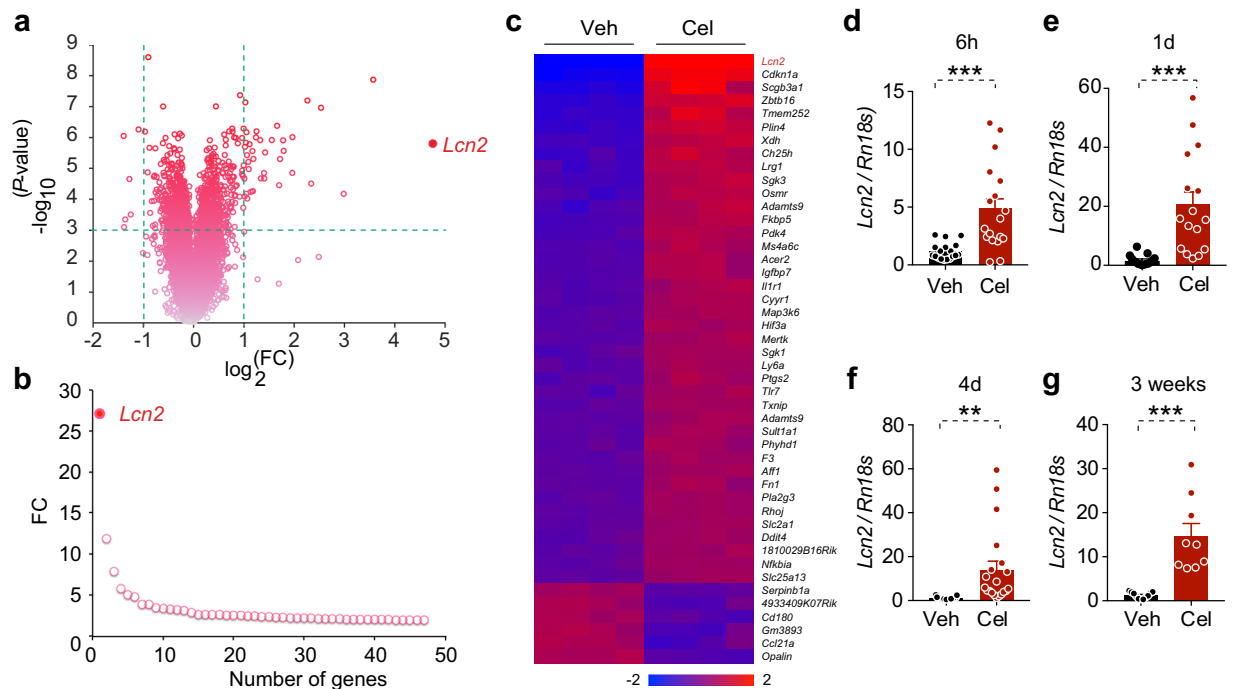 a
9
8
7
6
5
4
3
2
1
0
(P-value)
-log10
Lcn2
-2 -1 0 1 2 3 4 5
log2(FC)
b
30
25
20
15
10
5
0
FC
Lcn2
0 10 20 30 40 50
Number of genes
c
Veh Cel
Lcn2
Cdkn1a
Scgb3a1
Zbtb16
Tmem252
Plin4
Xdh
Ch25h
Lrg1
Sgk3
Osmr
Adamts9
Fkbp5
Pdk4
Ms4a6c
Acer2
Igfbp7
Il1r1
Cyyr1
Map3k6
Hif3a
Mertk
Sgk1
Ly6a
Ptgs2
Tlr7
Txnip
Adamts9
Sult1a1
Phyhd1
F3
Aff1
Fn1
Pla2g3
Rhoj
Slc2a1
Ddit4
1810029B16Rik
Nfkbia
Slc25a13
Serpinb1a
4933409K07Rik
Cd180
Gm3893
Ccl21a
Opalin
-2 2
d
6h
***
15
10
5
0
Lcn2 / Rn18s
Veh Cel
e
1d
***
60
40
20
0
Lcn2 / Rn18s
Veh Cel
f
4d
**
80
60
40
20
0
Lcn2 / Rn18s
Veh Cel
g
3 weeks
***
40
30
20
10
0
Lcn2 / Rn18s
Veh Cel